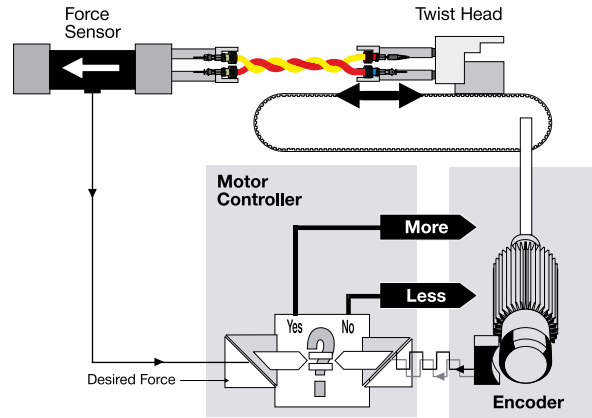 Force
Sensor
Twist Head
Motor
Controller
More
Less
Yes
No
?
Desired Force
Encoder